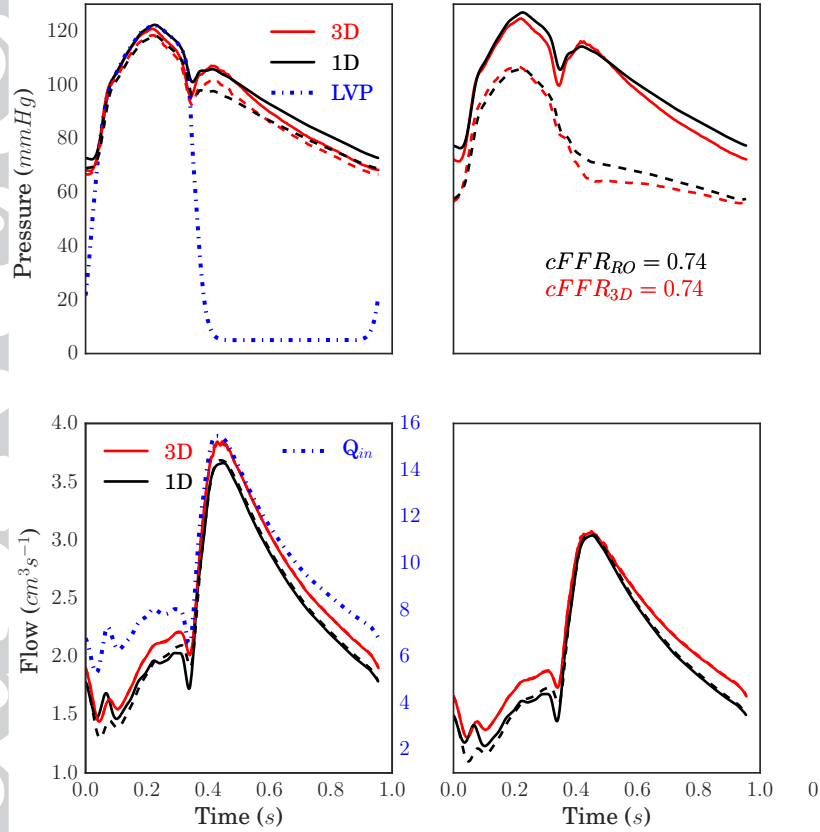 3D
1D
LVP
Pressure (mmHg)
120
100
80
60
40
20
0
cFFR_RO = 0.74
cFFR_3D = 0.74
3D
1D
Q_in
Flow (cm³s⁻¹)
4.0
3.5
3.0
2.5
2.0
1.5
1.0
16
14
12
10
8
6
4
2
0.0 0.2 0.4 0.6 0.8 1.0
Time (s)
0.0 0.2 0.4 0.6 0.8 1.0
Time (s)
0